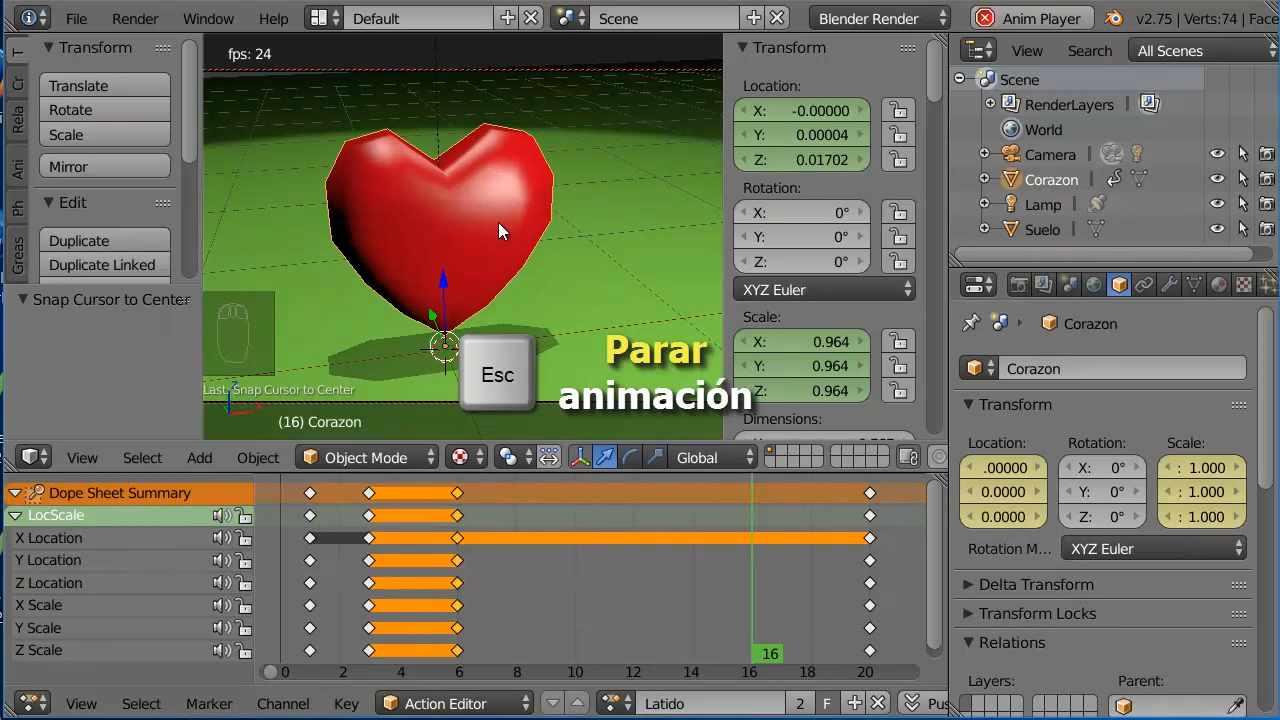 File Render Window Help Default Scene Blender Render Anim Player v2.75 | Verts:74 | Face
T
Cr
Rela
Ani
Ph
Greas
Transform
Translate
Rotate
Scale
Mirror
Edit
Duplicate
Duplicate Linked
Snap Cursor to Center
fps: 24
Last: Snap Cursor to Center
(16) Corazon
Esc
Parar
animación
Transform
Location:
X: -0.00000
Y: 0.00004
Z: 0.01702
Rotation:
X: 0°
Y: 0°
Z: 0°
XYZ Euler
Scale:
X: 0.964
Y: 0.964
Z: 0.964
Dimensions:
View Search All Scenes
Scene
RenderLayers
World
Camera
Corazon
Lamp
Suelo
Corazon
Corazon
Transform
Location: Rotation: Scale:
.00000 X: 0° : 1.000
0.0000 Y: 0° : 1.000
0.0000 Z: 0° : 1.000
Rotation M... XYZ Euler
Delta Transform
Transform Locks
Relations
Layers: Parent:
View Select Add Object Object Mode Global
Dope Sheet Summary
LocScale
X Location
Y Location
Z Location
X Scale
Y Scale
Z Scale
0 2 4 6 8 10 12 14 16 16 18 20
View Select Marker Channel Key Action Editor Latido 2 F Pus